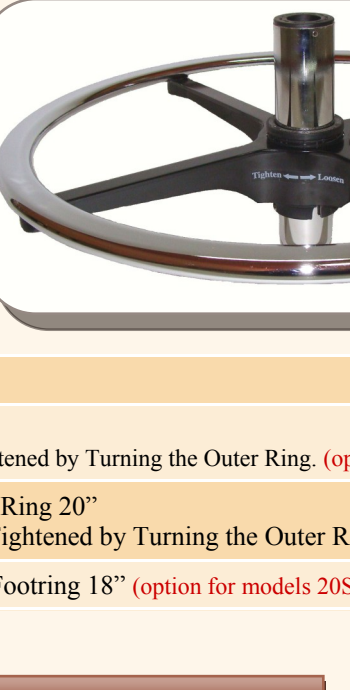 Tighten Loosen
tened by Turning the Outer Ring. (op
Ring 20”
ightened by Turning the Outer R
Footring 18” (option for models 20S